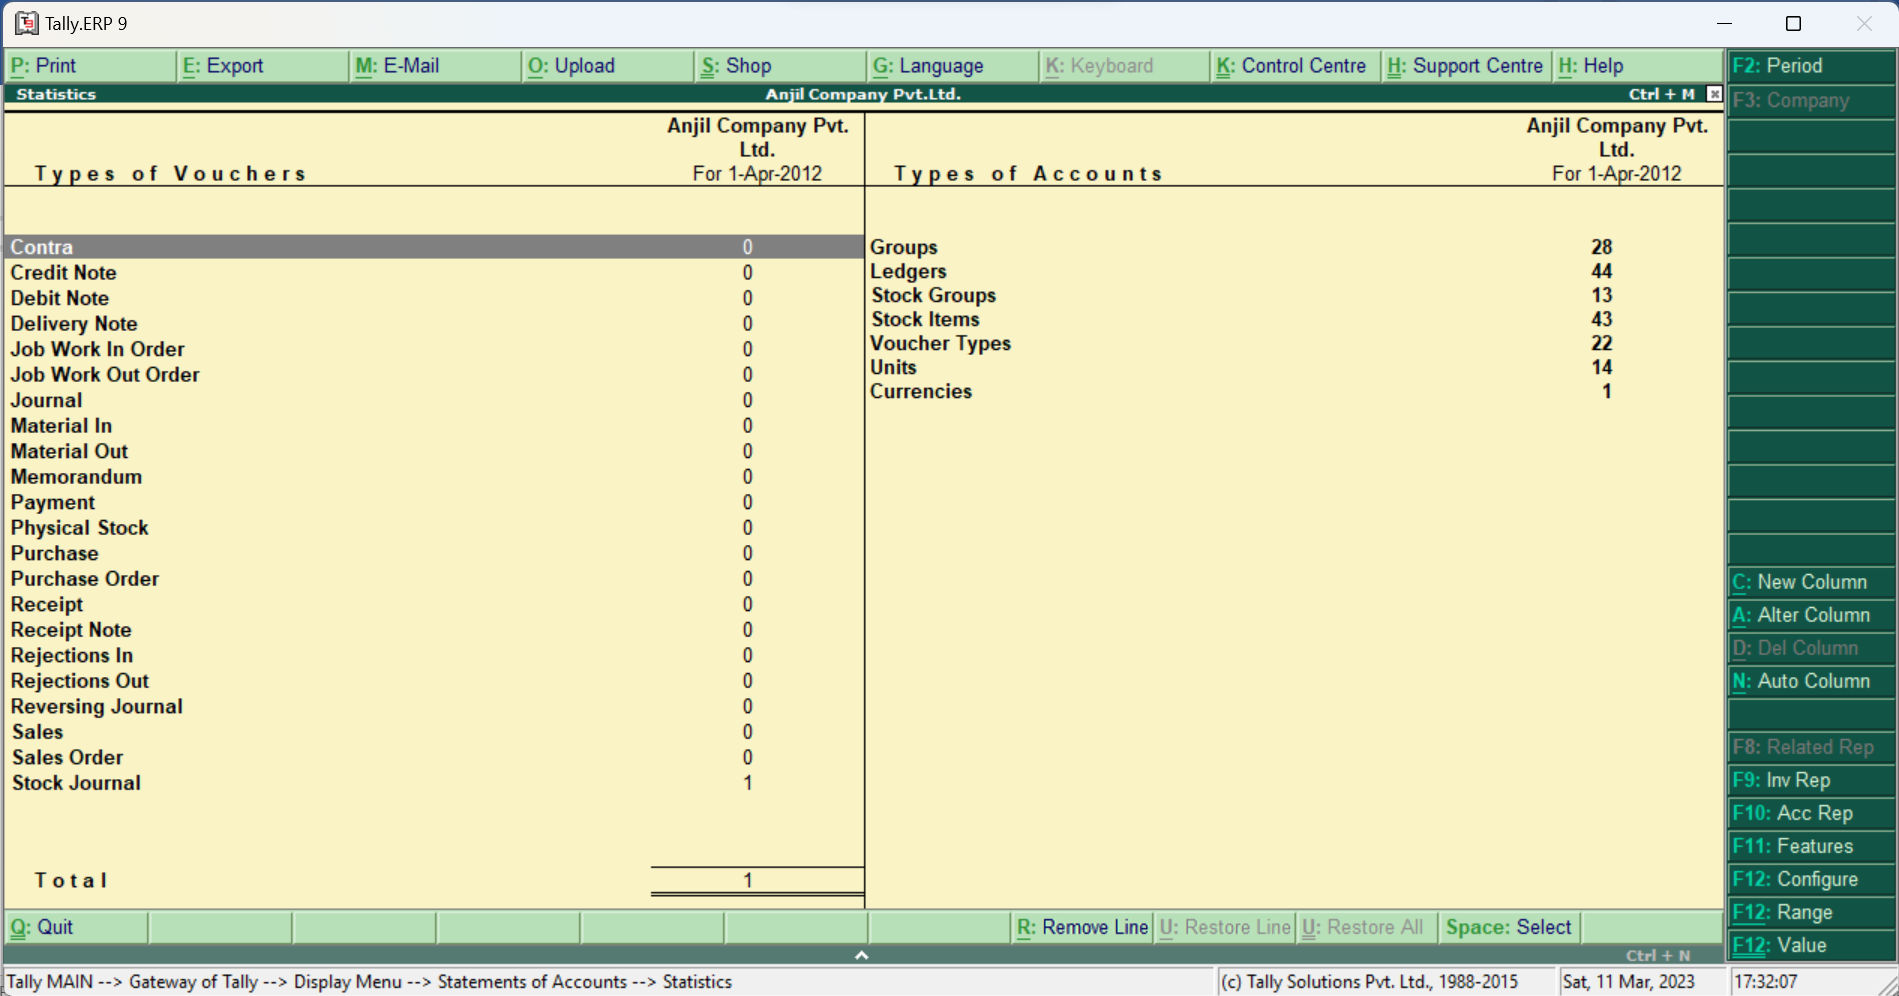 Tally.ERP 9
P: Print E: Export M: E-Mail O: Upload S: Shop G: Language K: Keyboard K: Control Centre H: Support Centre H: Help
Statistics Anjil Company Pvt.Ltd. Ctrl + M
Types of Vouchers
Anjil Company Pvt.
Ltd.
For 1-Apr-2012
Contra 0
Credit Note 0
Debit Note 0
Delivery Note 0
Job Work In Order 0
Job Work Out Order 0
Journal 0
Material In 0
Material Out 0
Memorandum 0
Payment 0
Physical Stock 0
Purchase 0
Purchase Order 0
Receipt 0
Receipt Note 0
Rejections In 0
Rejections Out 0
Reversing Journal 0
Sales 0
Sales Order 0
Stock Journal 1
Total 1
Types of Accounts
Anjil Company Pvt.
Ltd.
For 1-Apr-2012
Groups 28
Ledgers 44
Stock Groups 13
Stock Items 43
Voucher Types 22
Units 14
Currencies 1
F2: Period
F3: Company
C: New Column
A: Alter Column
D: Del Column
N: Auto Column
F8: Related Rep
F9: Inv Rep
F10: Acc Rep
F11: Features
F12: Configure
F12: Range
F12: Value
Q: Quit R: Remove Line U: Restore Line U: Restore All Space: Select
Ctrl + N
Tally MAIN --> Gateway of Tally --> Display Menu --> Statements of Accounts --> Statistics (c) Tally Solutions Pvt. Ltd., 1988-2015 Sat, 11 Mar, 2023 17:32:07